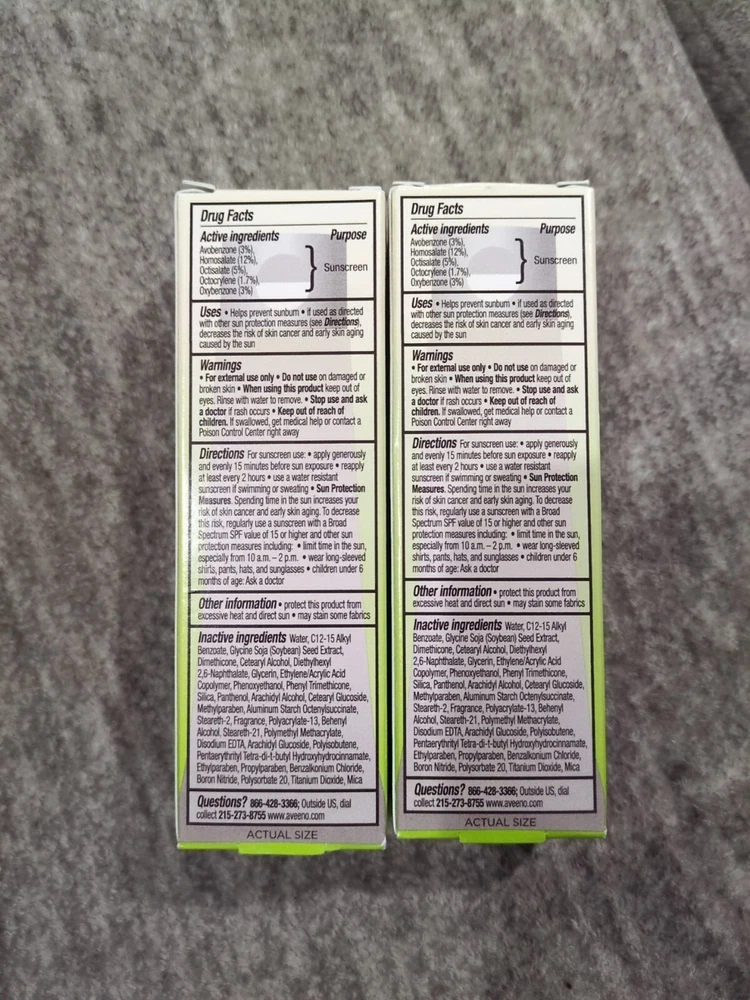 Drug Facts
Active ingredients Purpose
Avobenzone (3%),
Homosalate (12%),
Octisalate (5%),
Octocrylene (1.7%),
Oxybenzone (3%)
Sunscreen
Uses • Helps prevent sunburn • if used as directed
with other sun protection measures (see Directions),
decreases the risk of skin cancer and early skin aging
caused by the sun
Warnings
• For external use only • Do not use on damaged or
broken skin • When using this product keep out of
eyes. Rinse with water to remove. • Stop use and ask
a doctor if rash occurs • Keep out of reach of
children. If swallowed, get medical help or contact a
Poison Control Center right away
Directions For sunscreen use: • apply generously
and evenly 15 minutes before sun exposure • reapply
at least every 2 hours • use a water resistant
sunscreen if swimming or sweating • Sun Protection
Measures. Spending time in the sun increases your
risk of skin cancer and early skin aging. To decrease
this risk, regularly use a sunscreen with a Broad
Spectrum SPF value of 15 or higher and other sun
protection measures including: • limit time in the sun,
especially from 10 a.m. – 2 p.m. • wear long-sleeved
shirts, pants, hats, and sunglasses • children under 6
months of age: Ask a doctor
Other information • protect this product from
excessive heat and direct sun • may stain some fabrics
Inactive ingredients Water, C12-15 Alkyl
Benzoate, Glycine Soja (Soybean) Seed Extract,
Dimethicone, Cetearyl Alcohol, Diethylhexyl
2,6-Naphthalate, Glycerin, Ethylene/Acrylic Acid
Copolymer, Phenoxyethanol, Phenyl Trimethicone,
Silica, Panthenol, Arachidyl Alcohol, Cetearyl Glucoside,
Methylparaben, Aluminum Starch Octenylsuccinate,
Steareth-2, Fragrance, Polyacrylate-13, Behenyl
Alcohol, Steareth-21, Polymethyl Methacrylate,
Disodium EDTA, Arachidyl Glucoside, Polyisobutene,
Pentaerythrityl Tetra-di-t-butyl Hydroxyhydrocinnamate,
Ethylparaben, Propylparaben, Benzalkonium Chloride,
Boron Nitride, Polysorbate 20, Titanium Dioxide, Mica
Questions? 866-428-3366; Outside US, dial
collect 215-273-8755 www.aveeno.com
ACTUAL SIZE
Drug Facts
Active ingredients Purpose
Avobenzone (3%),
Homosalate (12%),
Octisalate (5%),
Octocrylene (1.7%),
Oxybenzone (3%)
Sunscreen
Uses • Helps prevent sunburn • if used as directed
with other sun protection measures (see Directions),
decreases the risk of skin cancer and early skin aging
caused by the sun
Warnings
• For external use only • Do not use on damaged or
broken skin • When using this product keep out of
eyes. Rinse with water to remove. • Stop use and ask
a doctor if rash occurs • Keep out of reach of
children. If swallowed, get medical help or contact a
Poison Control Center right away
Directions For sunscreen use: • apply generously
and evenly 15 minutes before sun exposure • reapply
at least every 2 hours • use a water resistant
sunscreen if swimming or sweating • Sun Protection
Measures. Spending time in the sun increases your
risk of skin cancer and early skin aging. To decrease
this risk, regularly use a sunscreen with a Broad
Spectrum SPF value of 15 or higher and other sun
protection measures including: • limit time in the sun,
especially from 10 a.m. – 2 p.m. • wear long-sleeved
shirts, pants, hats, and sunglasses • children under 6
months of age: Ask a doctor
Other information • protect this product from
excessive heat and direct sun • may stain some fabrics
Inactive ingredients Water, C12-15 Alkyl
Benzoate, Glycine Soja (Soybean) Seed Extract,
Dimethicone, Cetearyl Alcohol, Diethylhexyl
2,6-Naphthalate, Glycerin, Ethylene/Acrylic Acid
Copolymer, Phenoxyethanol, Phenyl Trimethicone,
Silica, Panthenol, Arachidyl Alcohol, Cetearyl Glucoside,
Methylparaben, Aluminum Starch Octenylsuccinate,
Steareth-2, Fragrance, Polyacrylate-13, Behenyl
Alcohol, Steareth-21, Polymethyl Methacrylate,
Disodium EDTA, Arachidyl Glucoside, Polyisobutene,
Pentaerythrityl Tetra-di-t-butyl Hydroxyhydrocinnamate,
Ethylparaben, Propylparaben, Benzalkonium Chloride,
Boron Nitride, Polysorbate 20, Titanium Dioxide, Mica
Questions? 866-428-3366; Outside US, dial
collect 215-273-8755 www.aveeno.com
ACTUAL SIZE